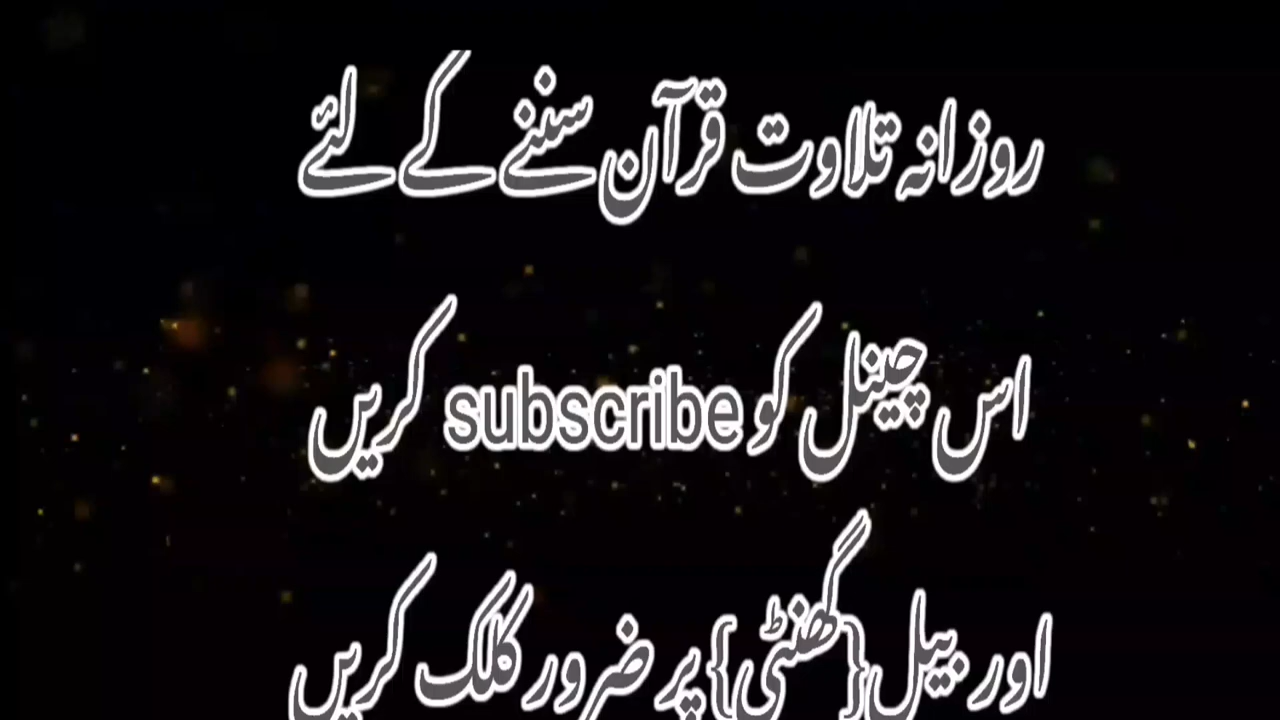 روزانہ تلاوت قرآن سننے کے لئے
اس چینل کو subscribe کریں
اور بیل{گھنٹی} پر ضرور کلک کریں